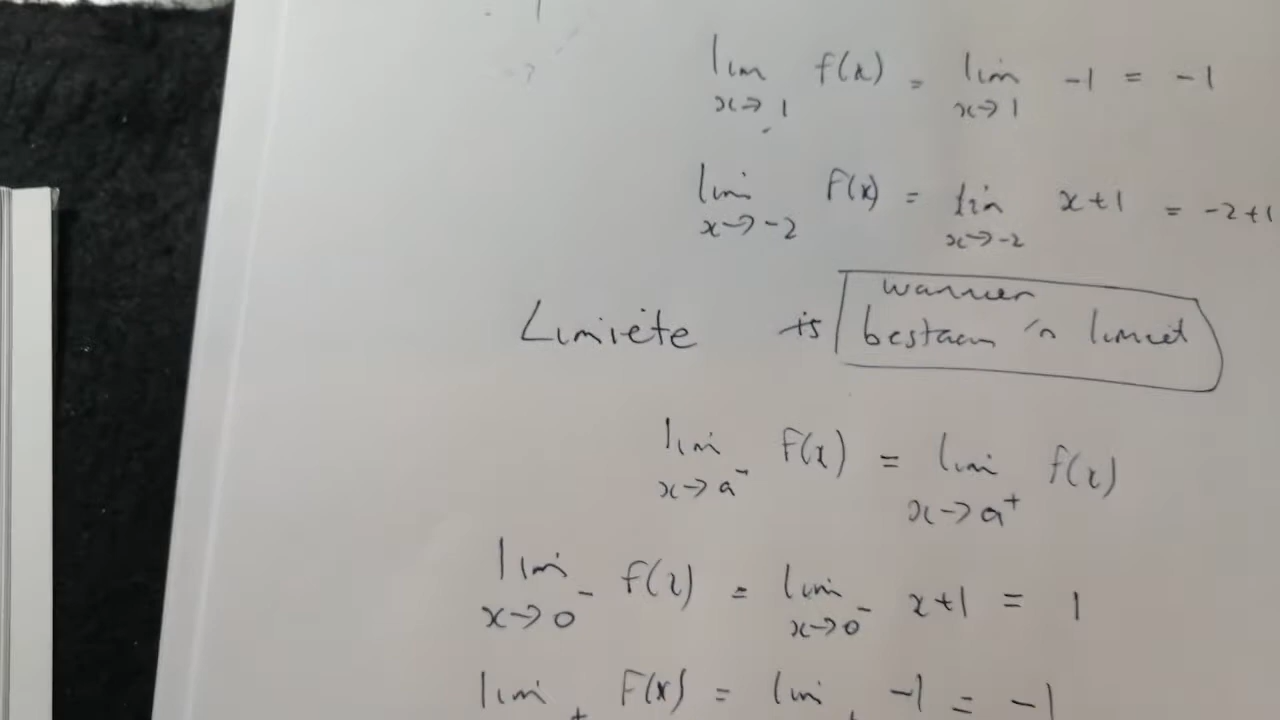 lim f(x) = lim -1 = -1
x→1 x→1
lim F(x) = lim x+1 = -2+1
x→-2 x→-2
wanneer
Limiete is bestaan 'n limiet
lim F(x) = lim f(x)
x→a⁻ x→a⁺
lim f(x) = lim x+1 = 1
x→0⁻ x→0⁻
lim F(x) = lim -1 = -1
+ +